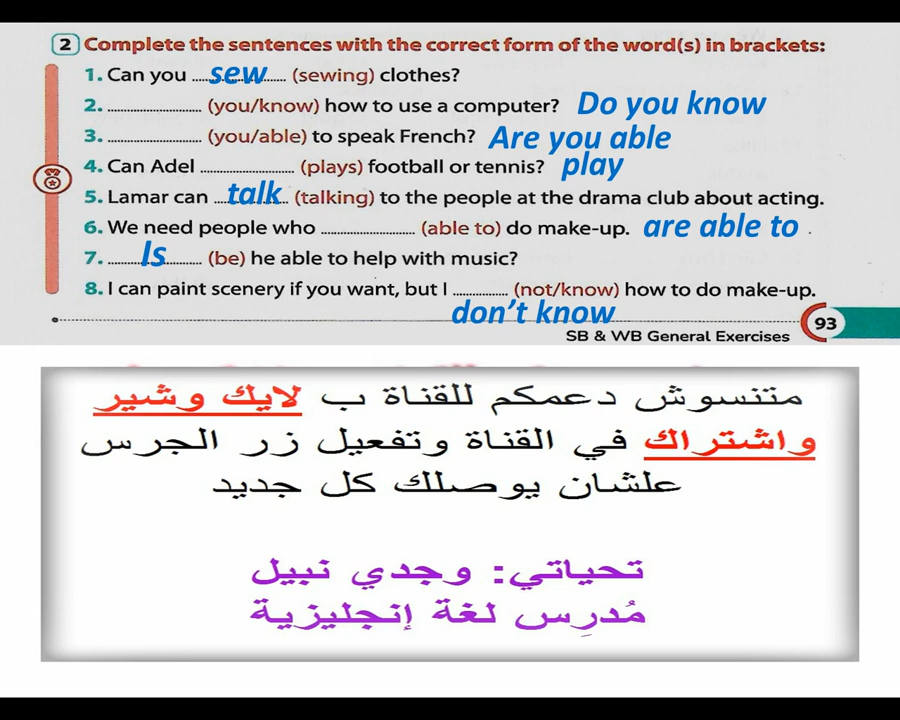 2 Complete the sentences with the correct form of the word(s) in brackets:
1. Can you ........sew........ (sewing) clothes?
2. ........................ (you/know) how to use a computer? Do you know
3. ........................ (you/able) to speak French? Are you able
4. Can Adel ........................ (plays) football or tennis? play
5. Lamar can ....talk.... (talking) to the people at the drama club about acting.
6. We need people who ........................ (able to) do make-up. are able to
7. ........Is........ (be) he able to help with music?
8. I can paint scenery if you want, but I .............. (not/know) how to do make-up.
don't know
93
SB & WB General Exercises
متنسوش دعمكم للقناة ب لايك وشير
واشتراك في القناة وتفعيل زر الجرس
علشان يوصلك كل جديد
تحياتي: وجدي نبيل
مُدرِس لغة إنجليزية